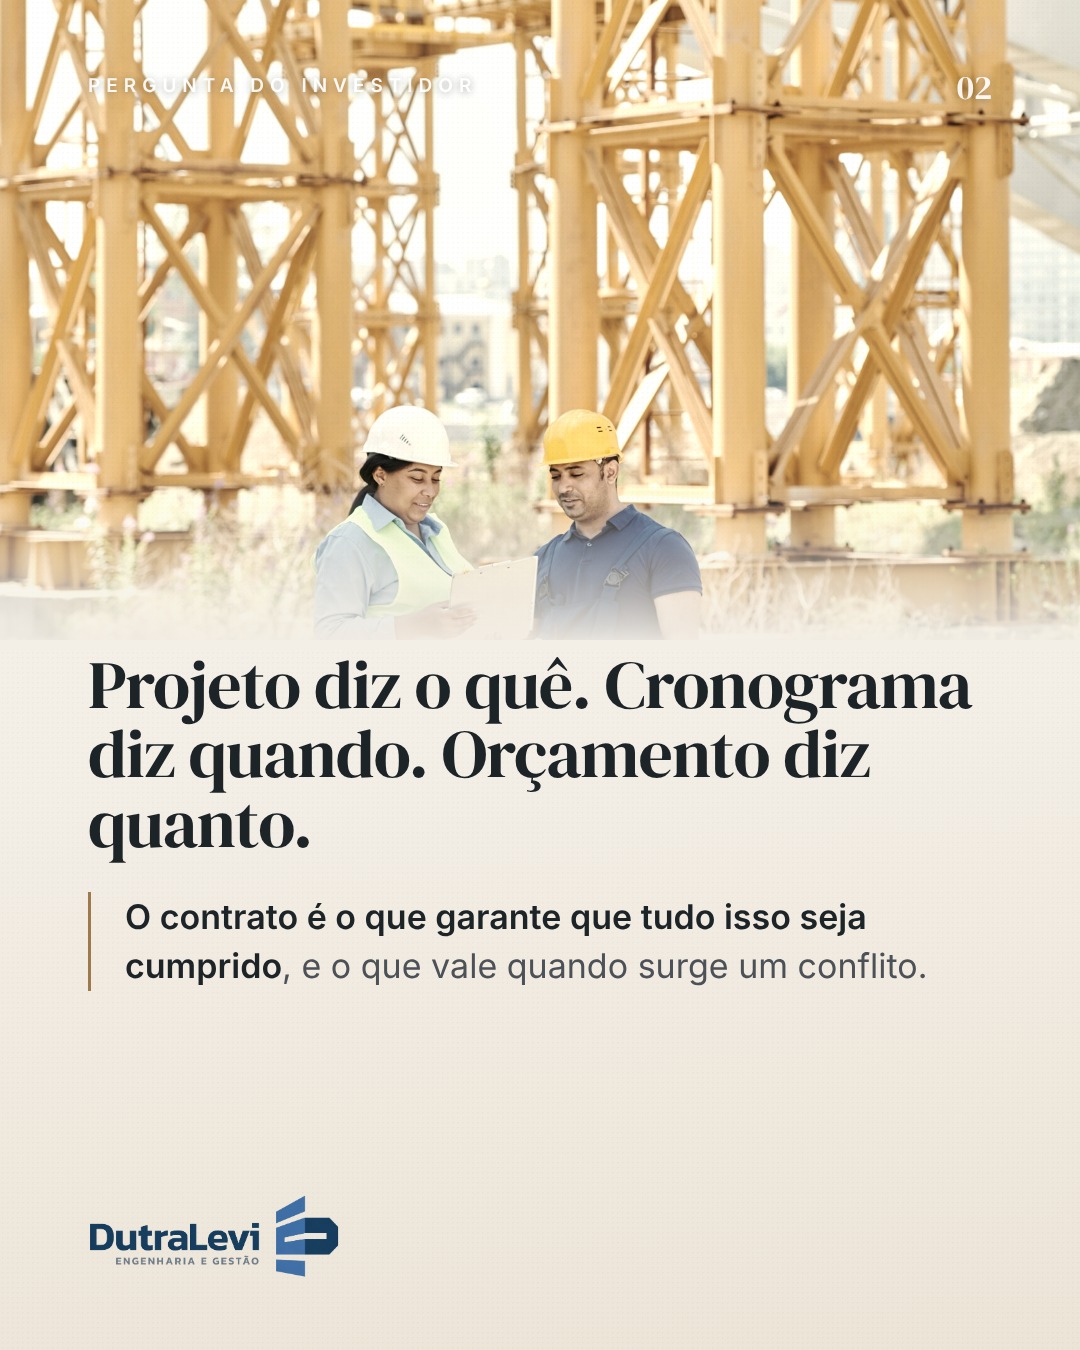 PERGUNTA DO INVESTIDOR
02
Projeto diz o quê. Cronograma
diz quando. Orçamento diz
quanto.
O contrato é o que garante que tudo isso seja
cumprido, e o que vale quando surge um conflito.
DutraLevi
ENGENHARIA E GESTÃO